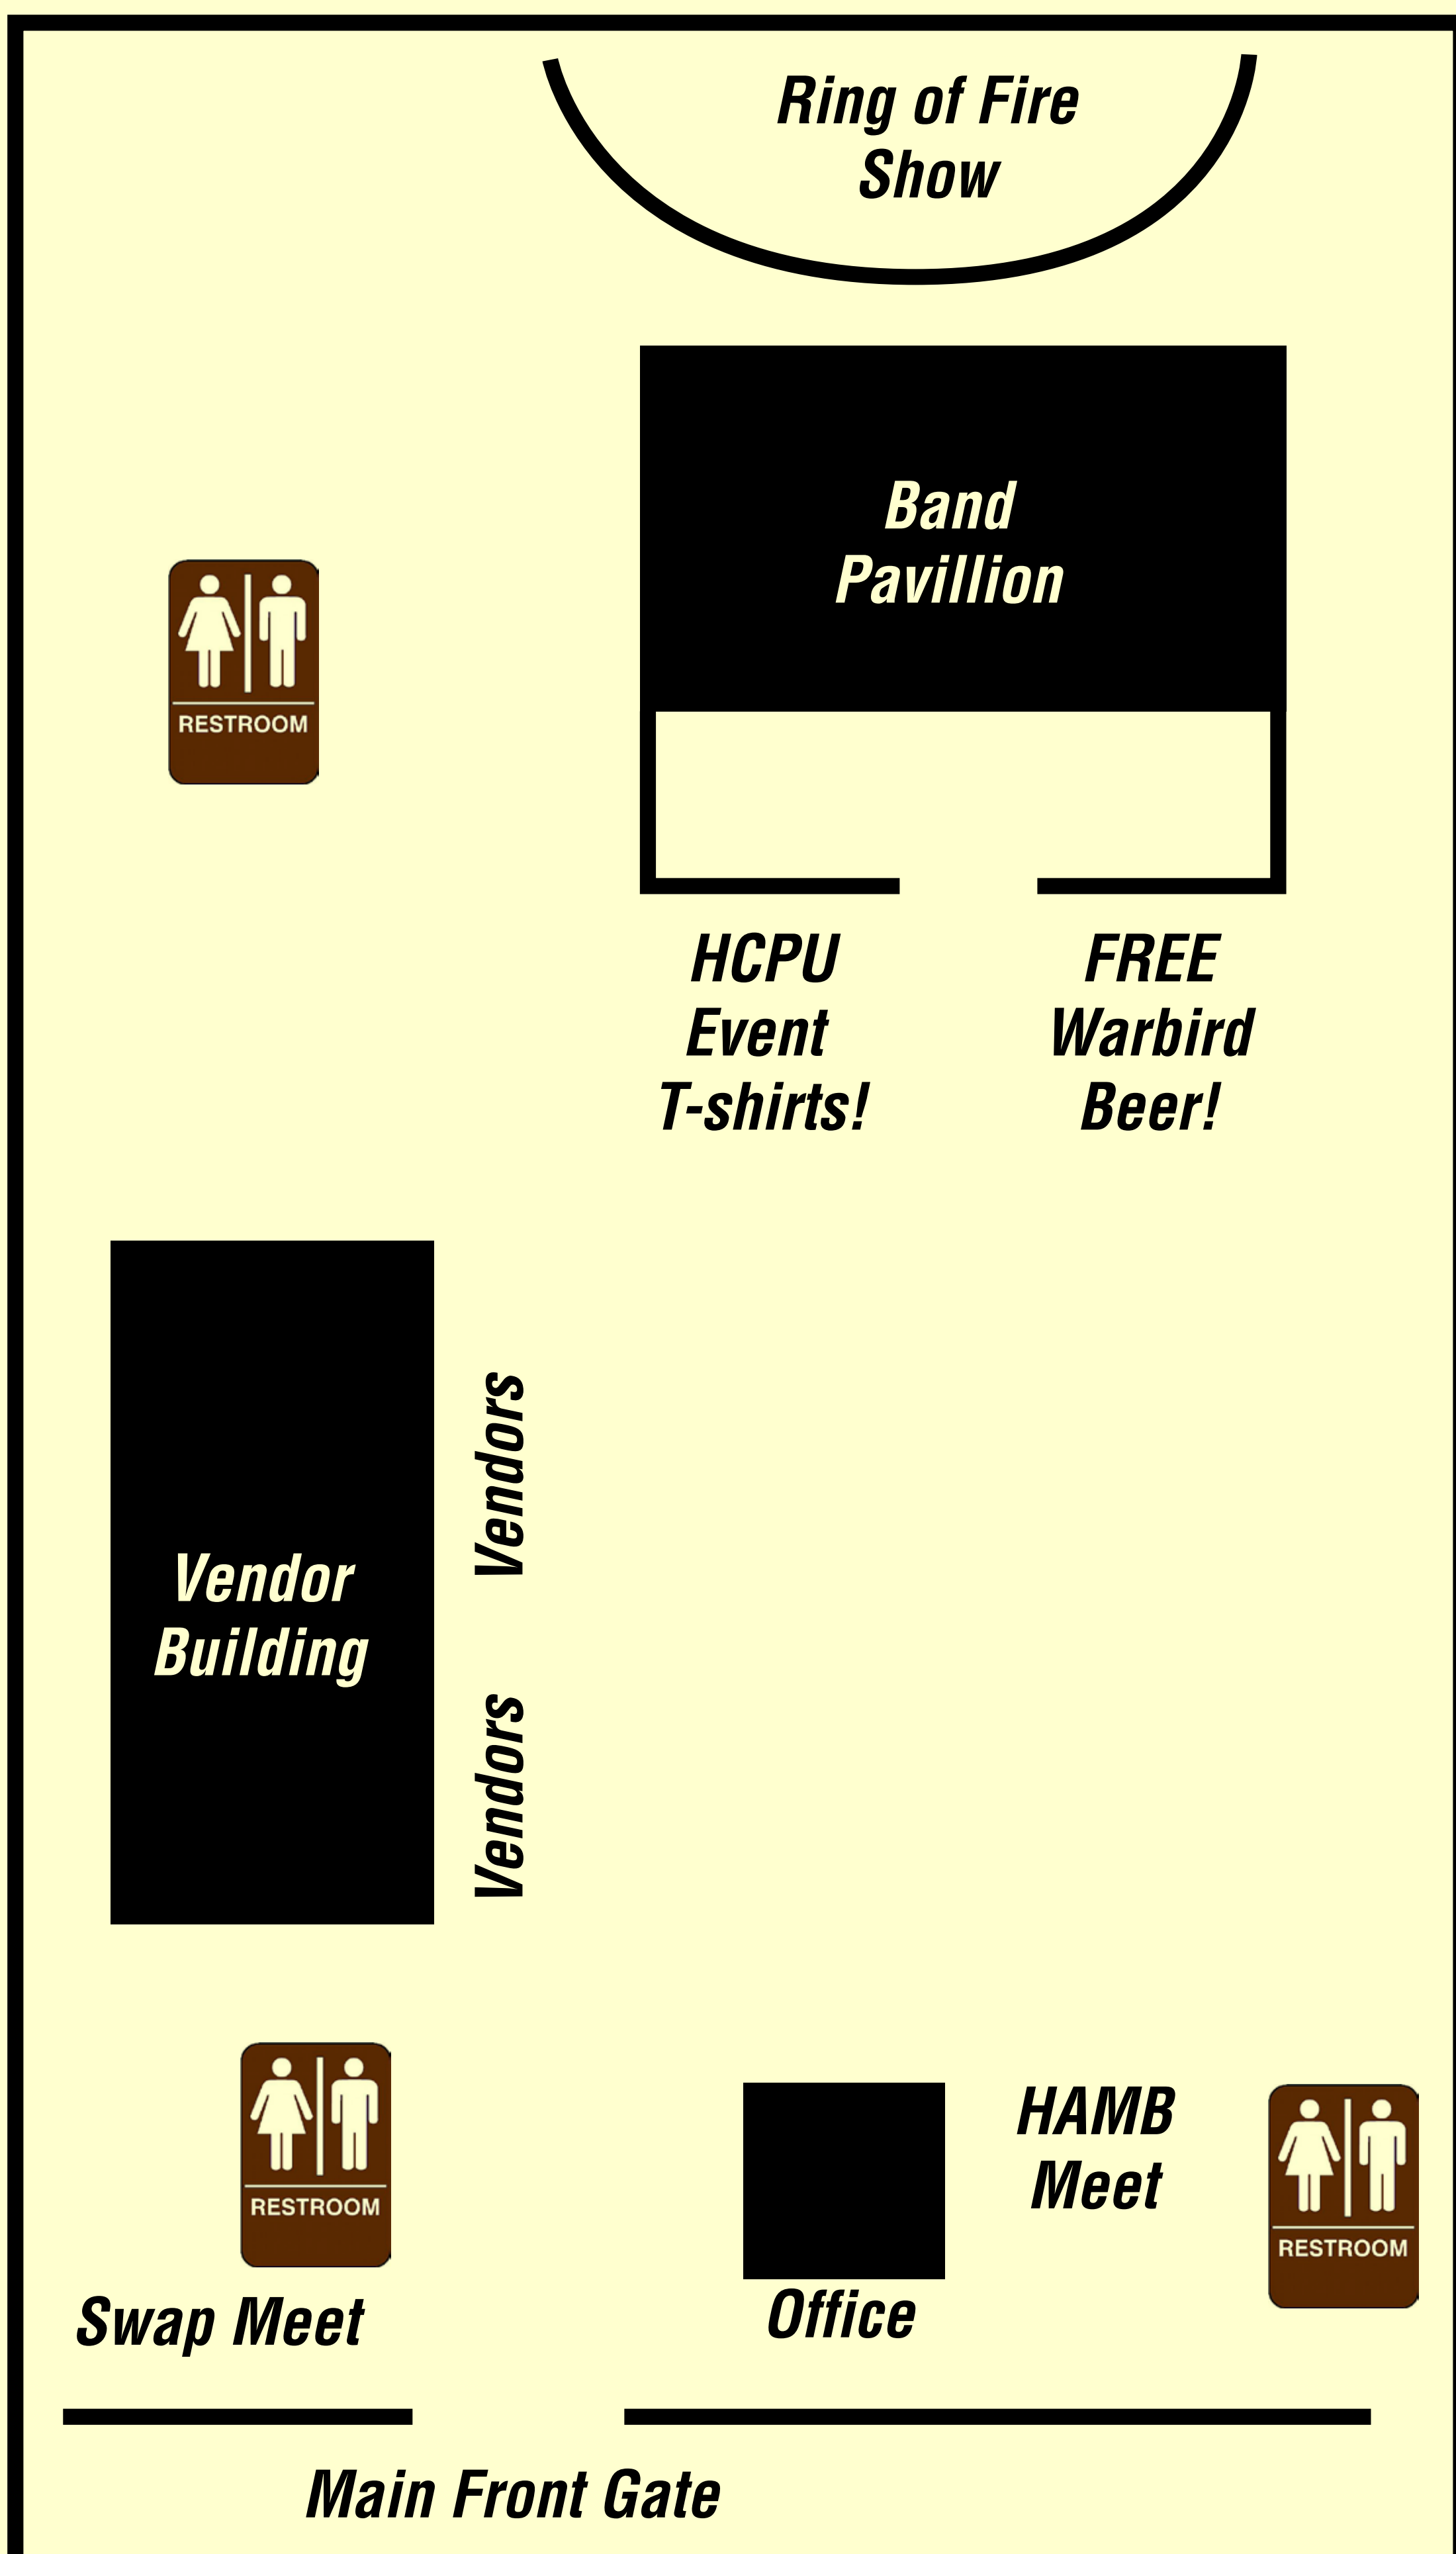 Ring of Fire
Show
Band
Pavillion
RESTROOM
HCPU
Event
T-shirts!
FREE
Warbird
Beer!
Vendors
Vendor
Building
Vendors
RESTROOM
HAMB
Meet
RESTROOM
Swap Meet
Office
Main Front Gate